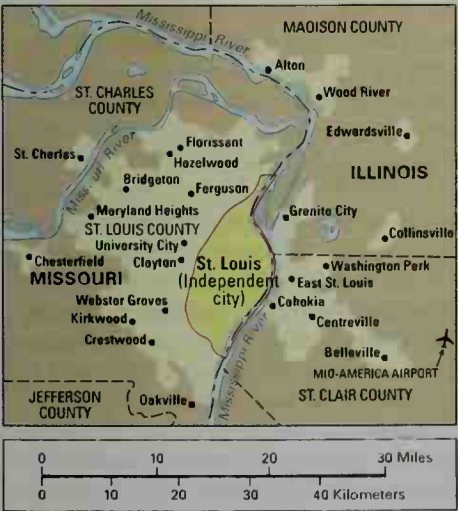 Mississippi River
MAOISON COUNTY
Alton
ST. CHARLES
COUNTY
Wood River
Edwardsville
Florissant
St. Charles
Missouri River
Hazelwood
ILLINOIS
Bridgeton
Ferguson
Maryland Heights
Grenite City
ST. LOUIS COUNTY
University City
Collinsville
Chesterfield
Clayton
St. Louis
(Independent
city)
Washington Park
MISSOURI
East St. Louis
Webster Groves
Cahokia
Kirkwood
Centreville
Crestwood
Mississippi River
Belleville
MIO-AMERICA AIRPORT
JEFFERSON
COUNTY
Oakville
ST. CLAIR COUNTY
0 10 20 30 Miles
0 10 20 30 40 Kilometers